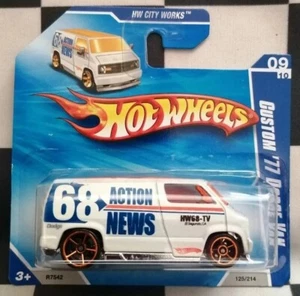 HW CITY WORKS
HOT WHEELS
09
10
CUSTOM '77 DODGE VAN
68 ACTION
NEWS
HW68-TV
Dodge
3+
R7542
125/214